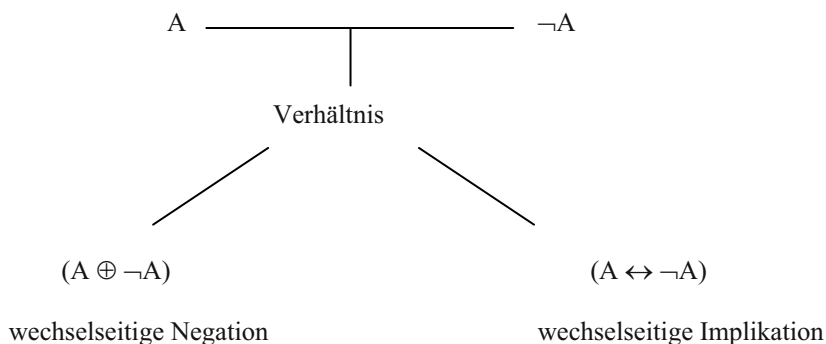 A ¬A
Verhältnis
(A ⊕ ¬A) (A ↔ ¬A)
wechselseitige Negation wechselseitige Implikation